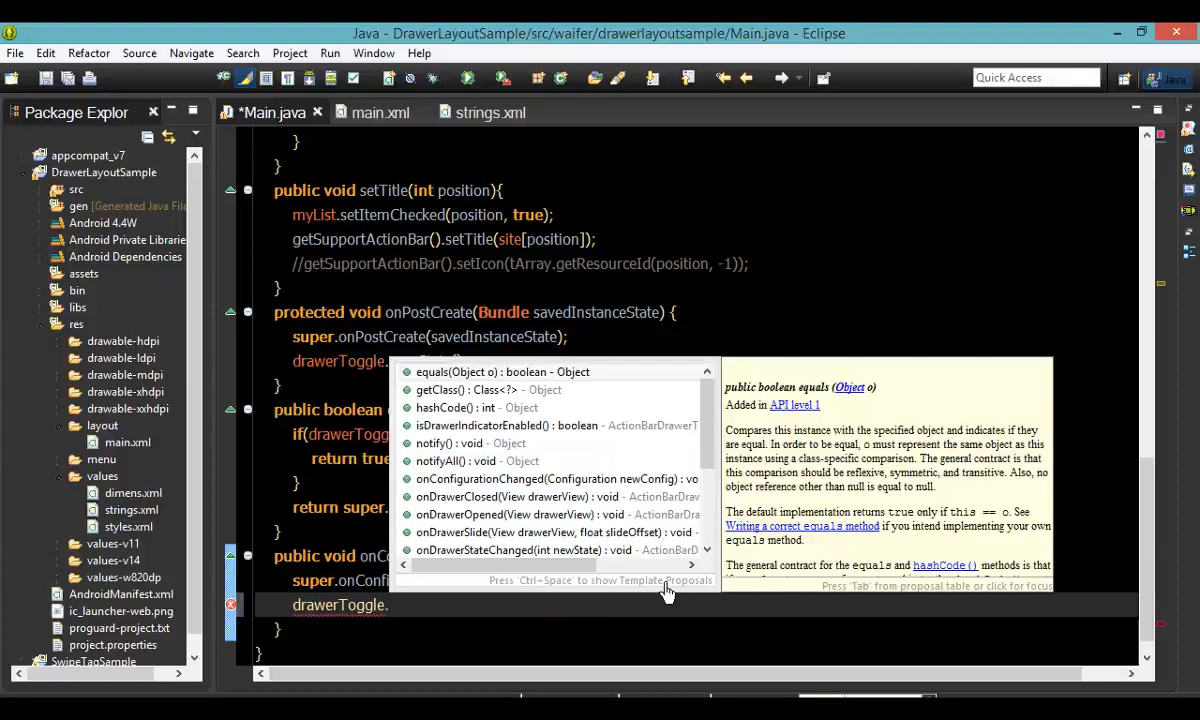 Java - DrawerLayoutSample/src/waifer/drawerlayoutsample/Main.java - Eclipse
File Edit Refactor Source Navigate Search Project Run Window Help
Quick Access
Java
Package Explor
*Main.java
main.xml
strings.xml
appcompat_v7
DrawerLayoutSample
src
gen [Generated Java File
Android 4.4W
Android Private Librarie
Android Dependencies
assets
bin
libs
res
drawable-hdpi
drawable-ldpi
drawable-mdpi
drawable-xhdpi
drawable-xxhdpi
layout
main.xml
menu
values
dimens.xml
strings.xml
styles.xml
values-v11
values-v14
values-w820dp
AndroidManifest.xml
ic_launcher-web.png
proguard-project.txt
project.properties
SwipeTagSample
}
}
public void setTitle(int position){
myList.setItemChecked(position, true);
getSupportActionBar().setTitle(site[position]);
//getSupportActionBar().setIcon(tArray.getResourceId(position, -1));
}
protected void onPostCreate(Bundle savedInstanceState) {
super.onPostCreate(savedInstanceState);
drawerToggle.
}
public boolean
if(drawerTogg
return true
}
return super.
}
public void onCo
super.onConfi
drawerToggle.
}
}
equals(Object o) : boolean - Object
getClass() : Class<?> - Object
hashCode() : int - Object
isDrawerIndicatorEnabled() : boolean - ActionBarDrawerT
notify() : void - Object
notifyAll() : void - Object
onConfigurationChanged(Configuration newConfig) : vo
onDrawerClosed(View drawerView) : void - ActionBarDraw
onDrawerOpened(View drawerView) : void - ActionBarDra
onDrawerSlide(View drawerView, float slideOffset) : void -
onDrawerStateChanged(int newState) : void - ActionBarD
Press 'Ctrl+Space' to show Template Proposals
public boolean equals (Object o)
Added in API level 1
Compares this instance with the specified object and indicates if they
are equal. In order to be equal, o must represent the same object as this
instance using a class-specific comparison. The general contract is that
this comparison should be reflexive, symmetric, and transitive. Also, no
object reference other than null is equal to null.
The default implementation returns true only if this == o. See
Writing a correct equals method if you intend implementing your own
equals method.
The general contract for the equals and hashCode() methods is that
Press 'Tab' from proposal table or click for focus